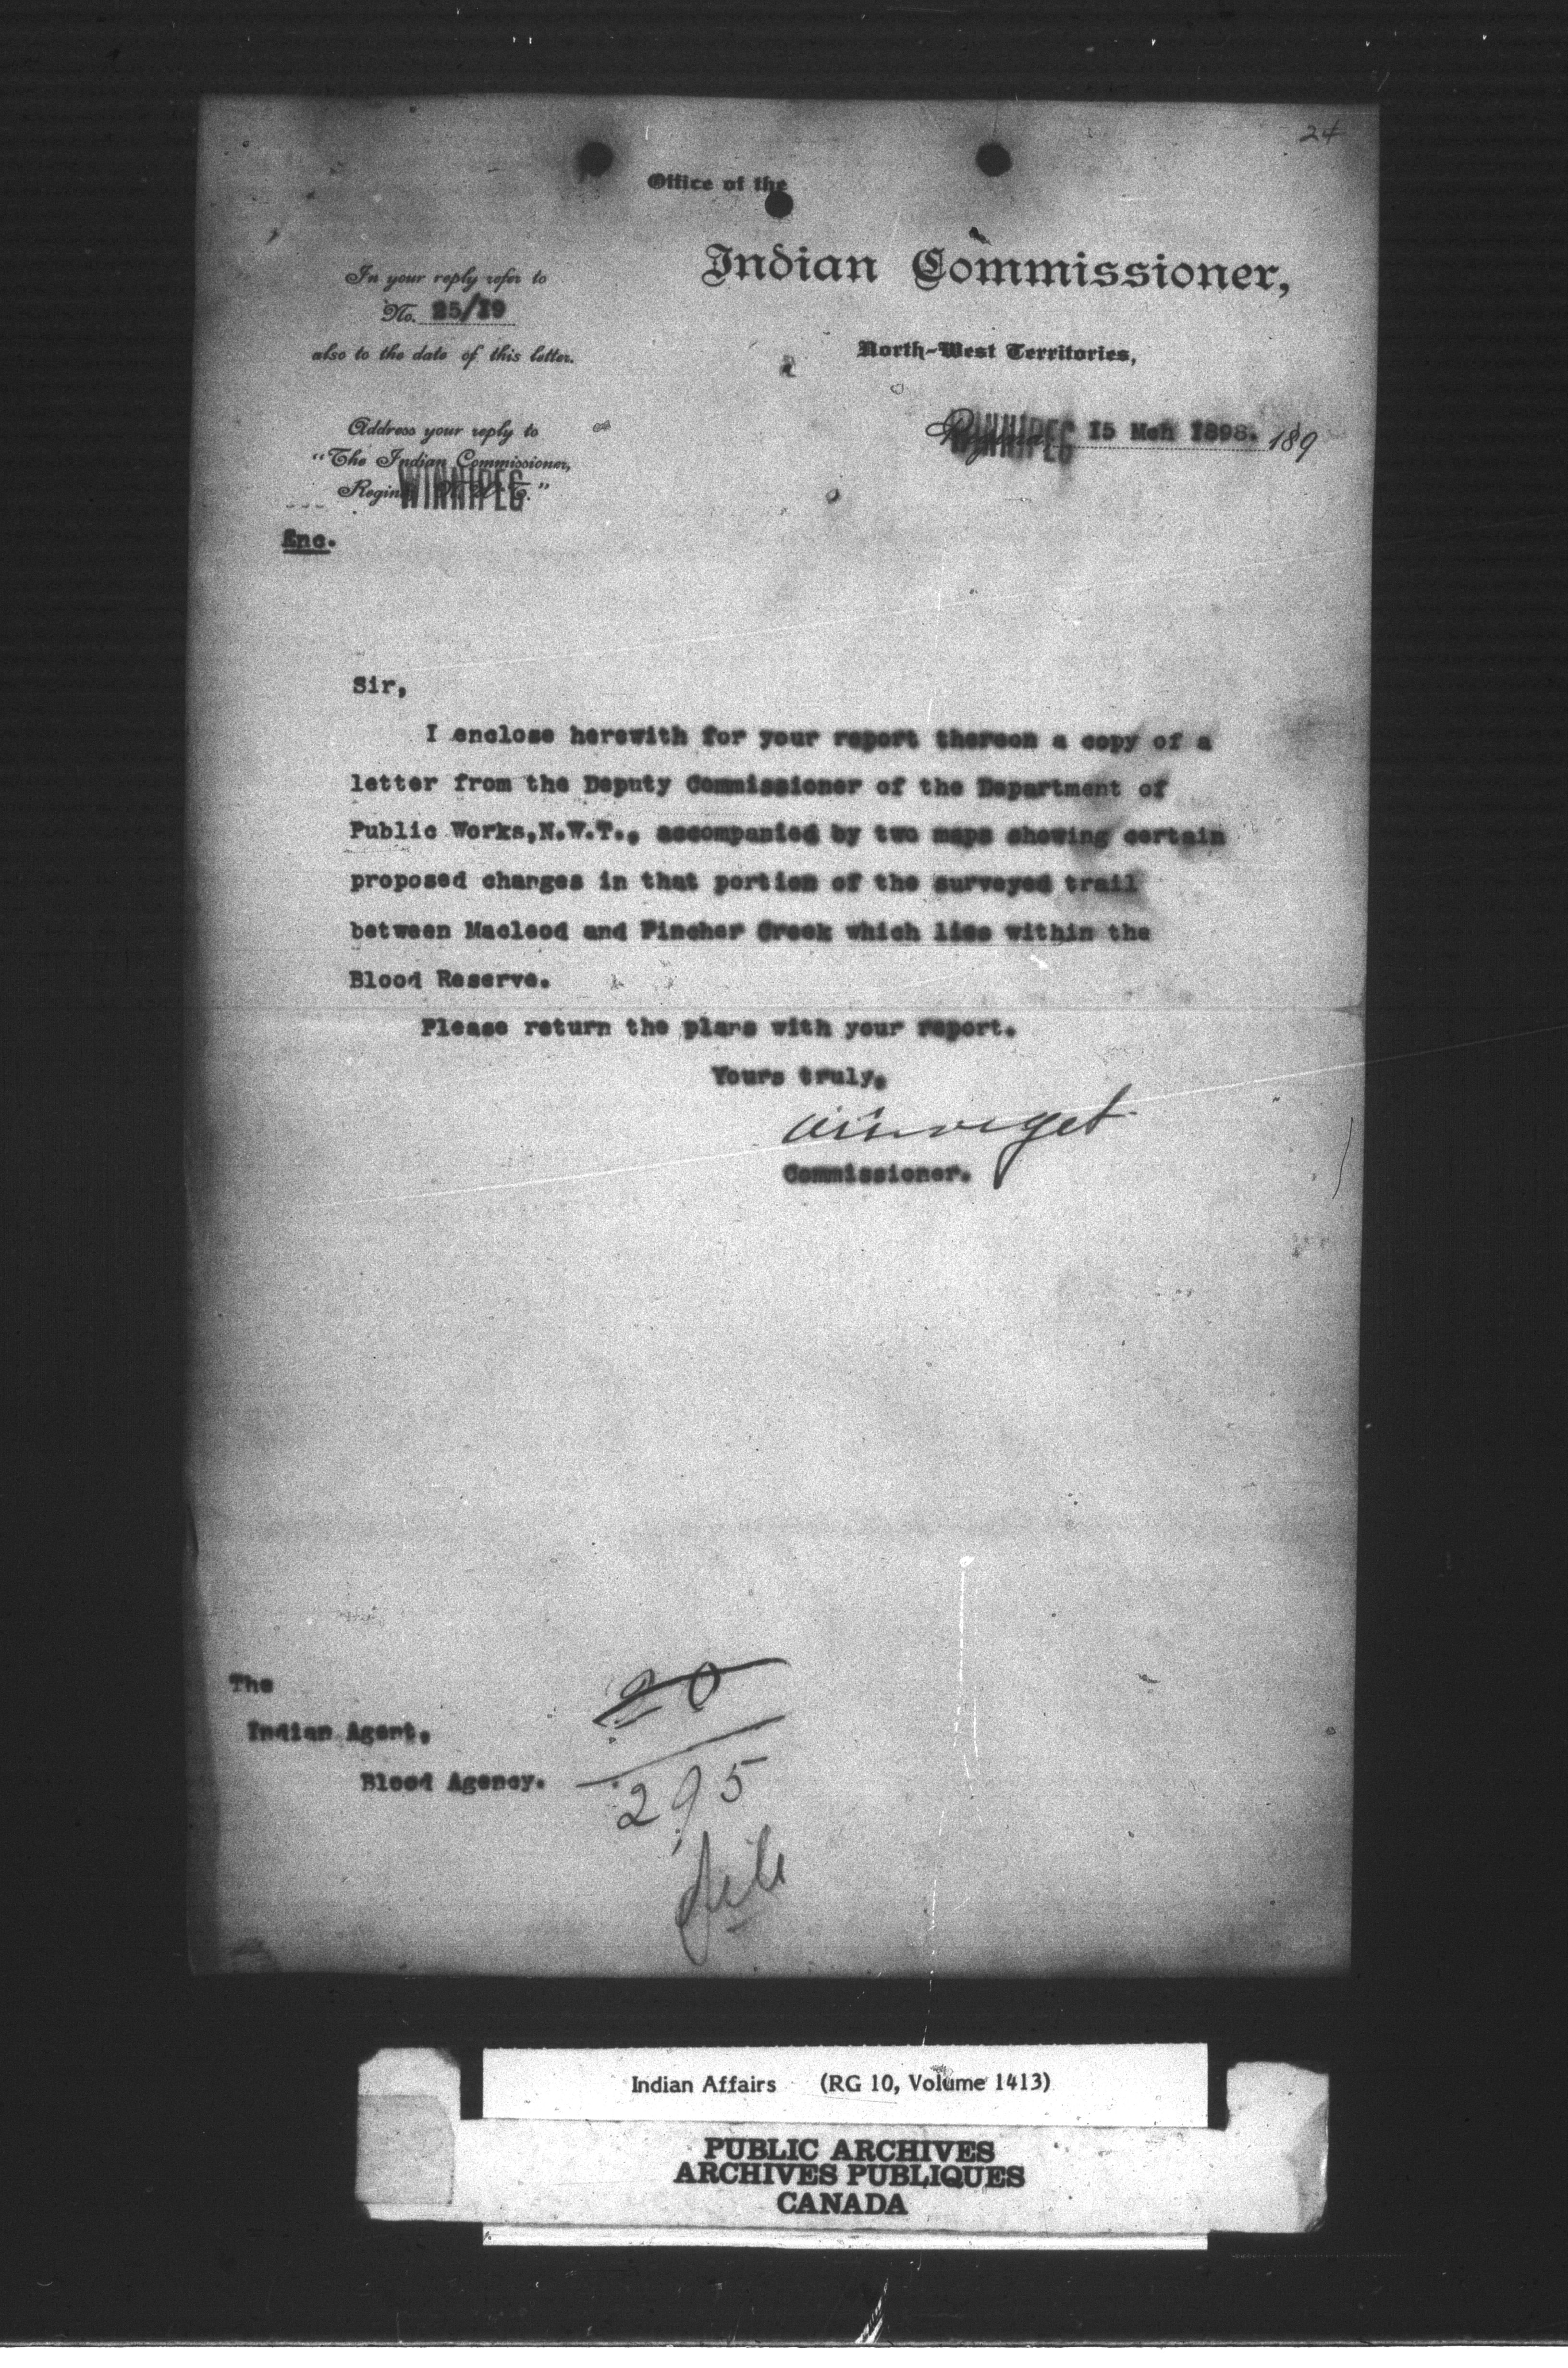 24
Office of the
Indian Commissioner,
North-West Territories,
In your reply refer to
No. 25/19
also to the date of this letter.
Regina, WINNIPEG 15 Mch 1898. 189
Address your reply to
"The Indian Commissioner,
Regina WINNIPEG"
Enc.
Sir,
I enclose herewith for your report thereon a copy of a
letter from the Deputy Commissioner of the Department of
Public Works,N.W.T., accompanied by two maps showing certain
proposed changes in that portion of the surveyed trail
between Macleod and Pincher Creek which lies within the
Blood Reserve.
Please return the plans with your report.
Yours truly,
Commissioner.
The
Indian Agent,
Blood Agency.
20
295
file
Indian Affairs (RG 10, Volume 1413)
PUBLIC ARCHIVES
ARCHIVES PUBLIQUES
CANADA